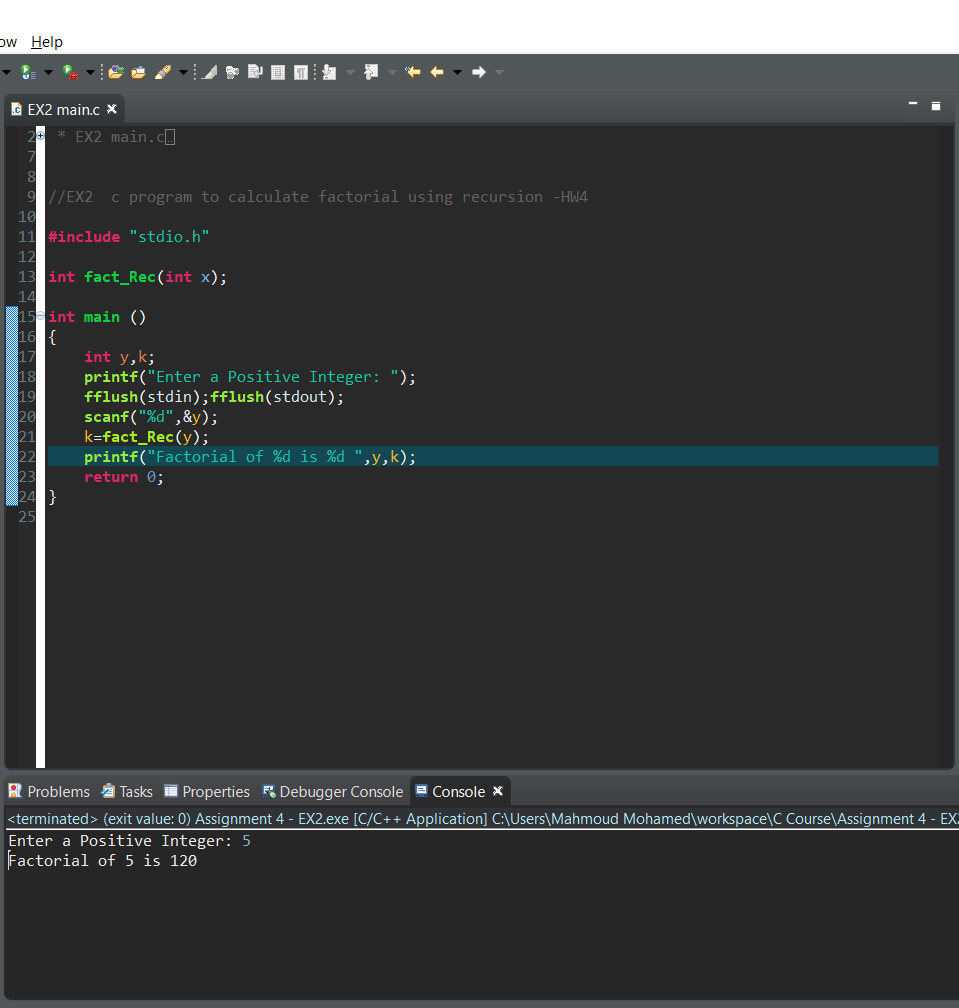 ow Help
EX2 main.c
2 * EX2 main.c
7
8
9 //EX2  c program to calculate factorial using recursion -HW4
10
11 #include "stdio.h"
12
13 int fact_Rec(int x);
14
15 int main ()
16 {
17     int y,k;
18     printf("Enter a Positive Integer: ");
19     fflush(stdin);fflush(stdout);
20     scanf("%d",&y);
21     k=fact_Rec(y);
22     printf("Factorial of %d is %d ",y,k);
23     return 0;
24 }
25
Problems Tasks Properties Debugger Console Console
<terminated> (exit value: 0) Assignment 4 - EX2.exe [C/C++ Application] C:\Users\Mahmoud Mohamed\workspace\C Course\Assignment 4 - EX2
Enter a Positive Integer: 5
Factorial of 5 is 120